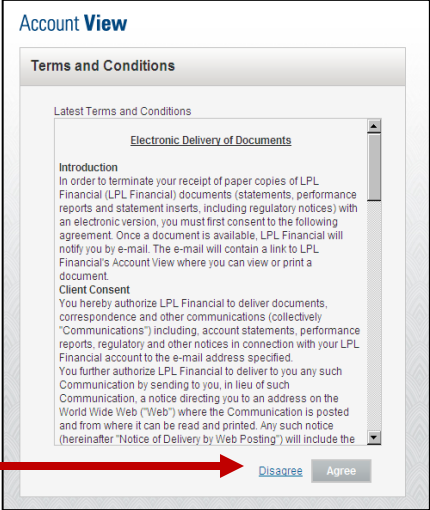 Account View
Terms and Conditions
Latest Terms and Conditions
Electronic Delivery of Documents
Introduction
In order to terminate your receipt of paper copies of LPL
Financial (LPL Financial) documents (statements, performance
reports and statement inserts, including regulatory notices) with
an electronic version, you must first consent to the following
agreement. Once a document is available, LPL Financial will
notify you by e-mail. The e-mail will contain a link to LPL
Financial's Account View where you can view or print a
document.
Client Consent
You hereby authorize LPL Financial to deliver documents,
correspondence and other communications (collectively
"Communications") including, account statements, performance
reports, regulatory and other notices in connection with your LPL
Financial account to the e-mail address specified.
You further authorize LPL Financial to deliver to you any such
Communication by sending to you, in lieu of such
Communication, a notice directing you to an address on the
World Wide Web ("Web") where the Communication is posted
and from where it can be read and printed. Any such notice
(hereinafter "Notice of Delivery by Web Posting") will include the
Disagree Agree